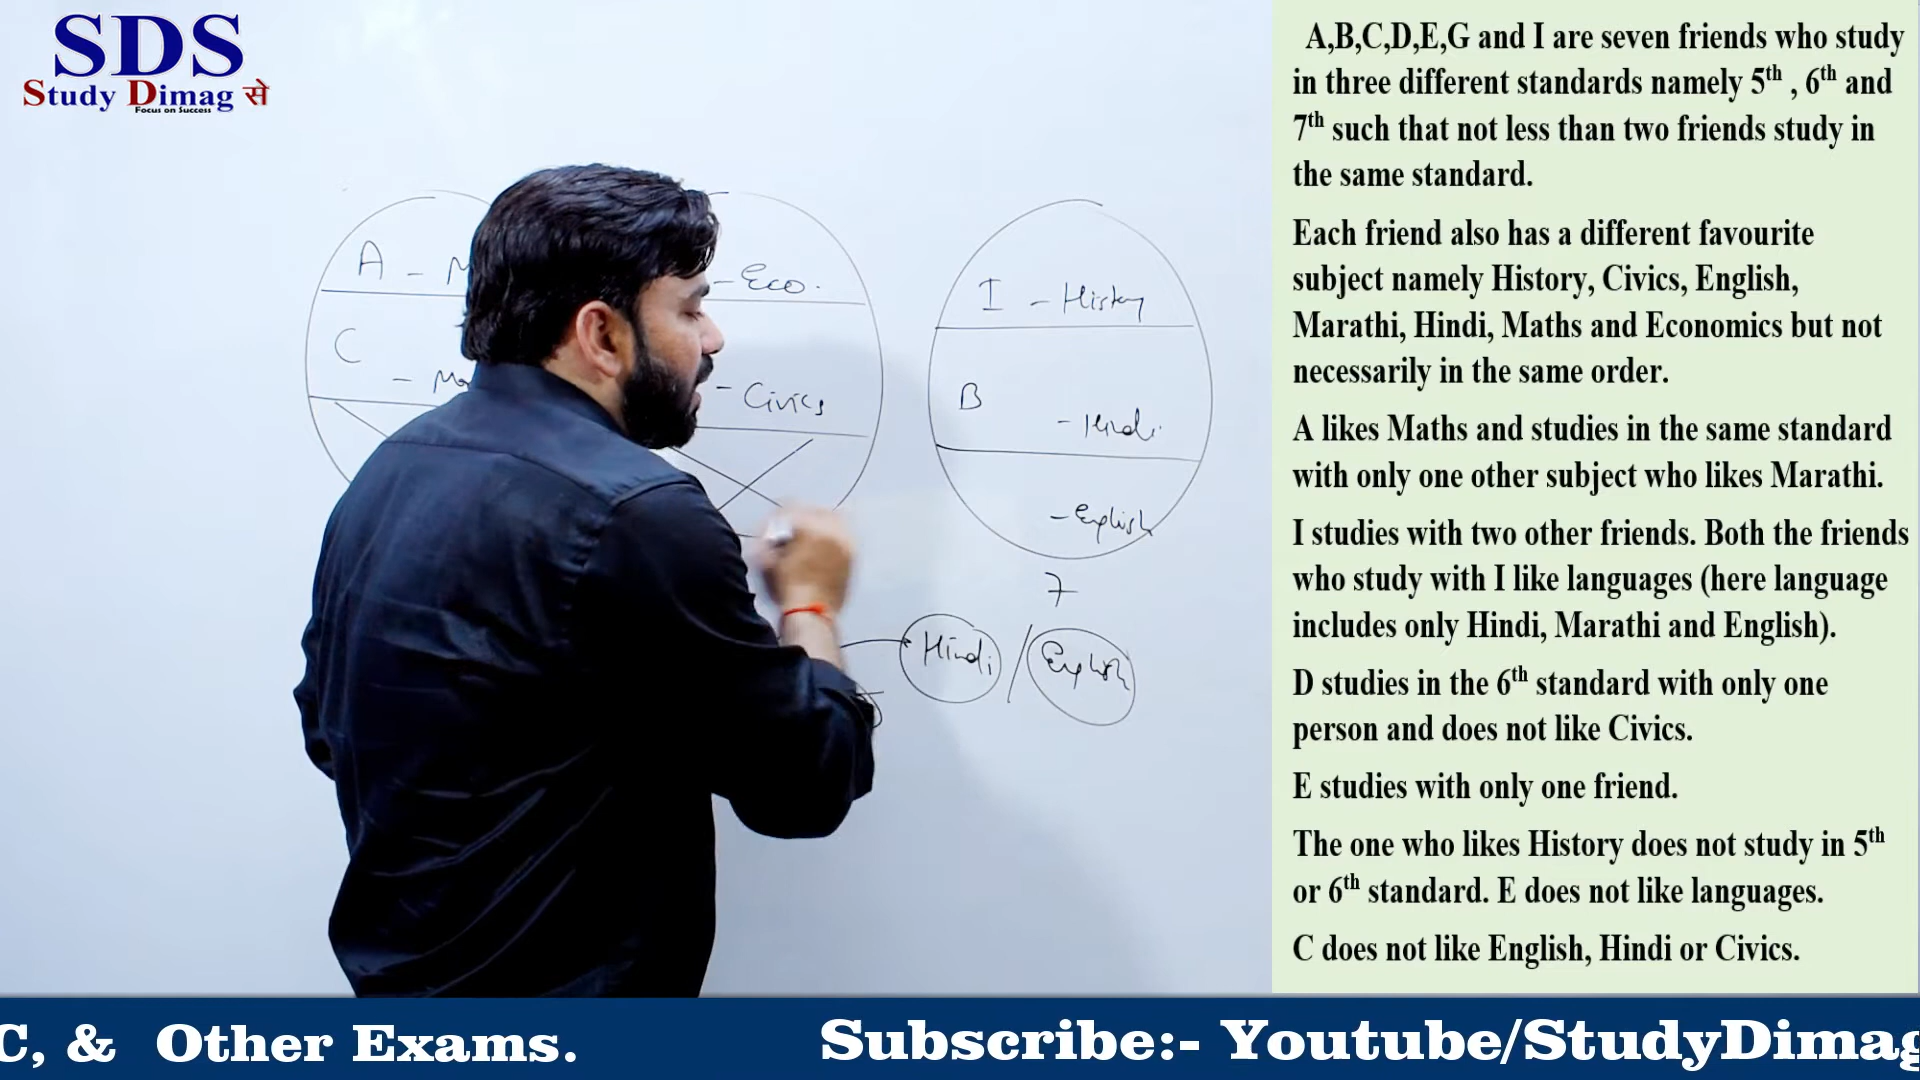 SDS
Study Dimag से
Focus on Success
A -
C
-
- Eco.
- Civics
I - History
B
- Hindi
- English
7
Hindi / English
A,B,C,D,E,G and I are seven friends who study
in three different standards namely 5th , 6th and
7th such that not less than two friends study in
the same standard.
Each friend also has a different favourite
subject namely History, Civics, English,
Marathi, Hindi, Maths and Economics but not
necessarily in the same order.
A likes Maths and studies in the same standard
with only one other subject who likes Marathi.
I studies with two other friends. Both the friends
who study with I like languages (here language
includes only Hindi, Marathi and English).
D studies in the 6th standard with only one
person and does not like Civics.
E studies with only one friend.
The one who likes History does not study in 5th
or 6th standard. E does not like languages.
C does not like English, Hindi or Civics.
C, & Other Exams. Subscribe:- Youtube/StudyDimag